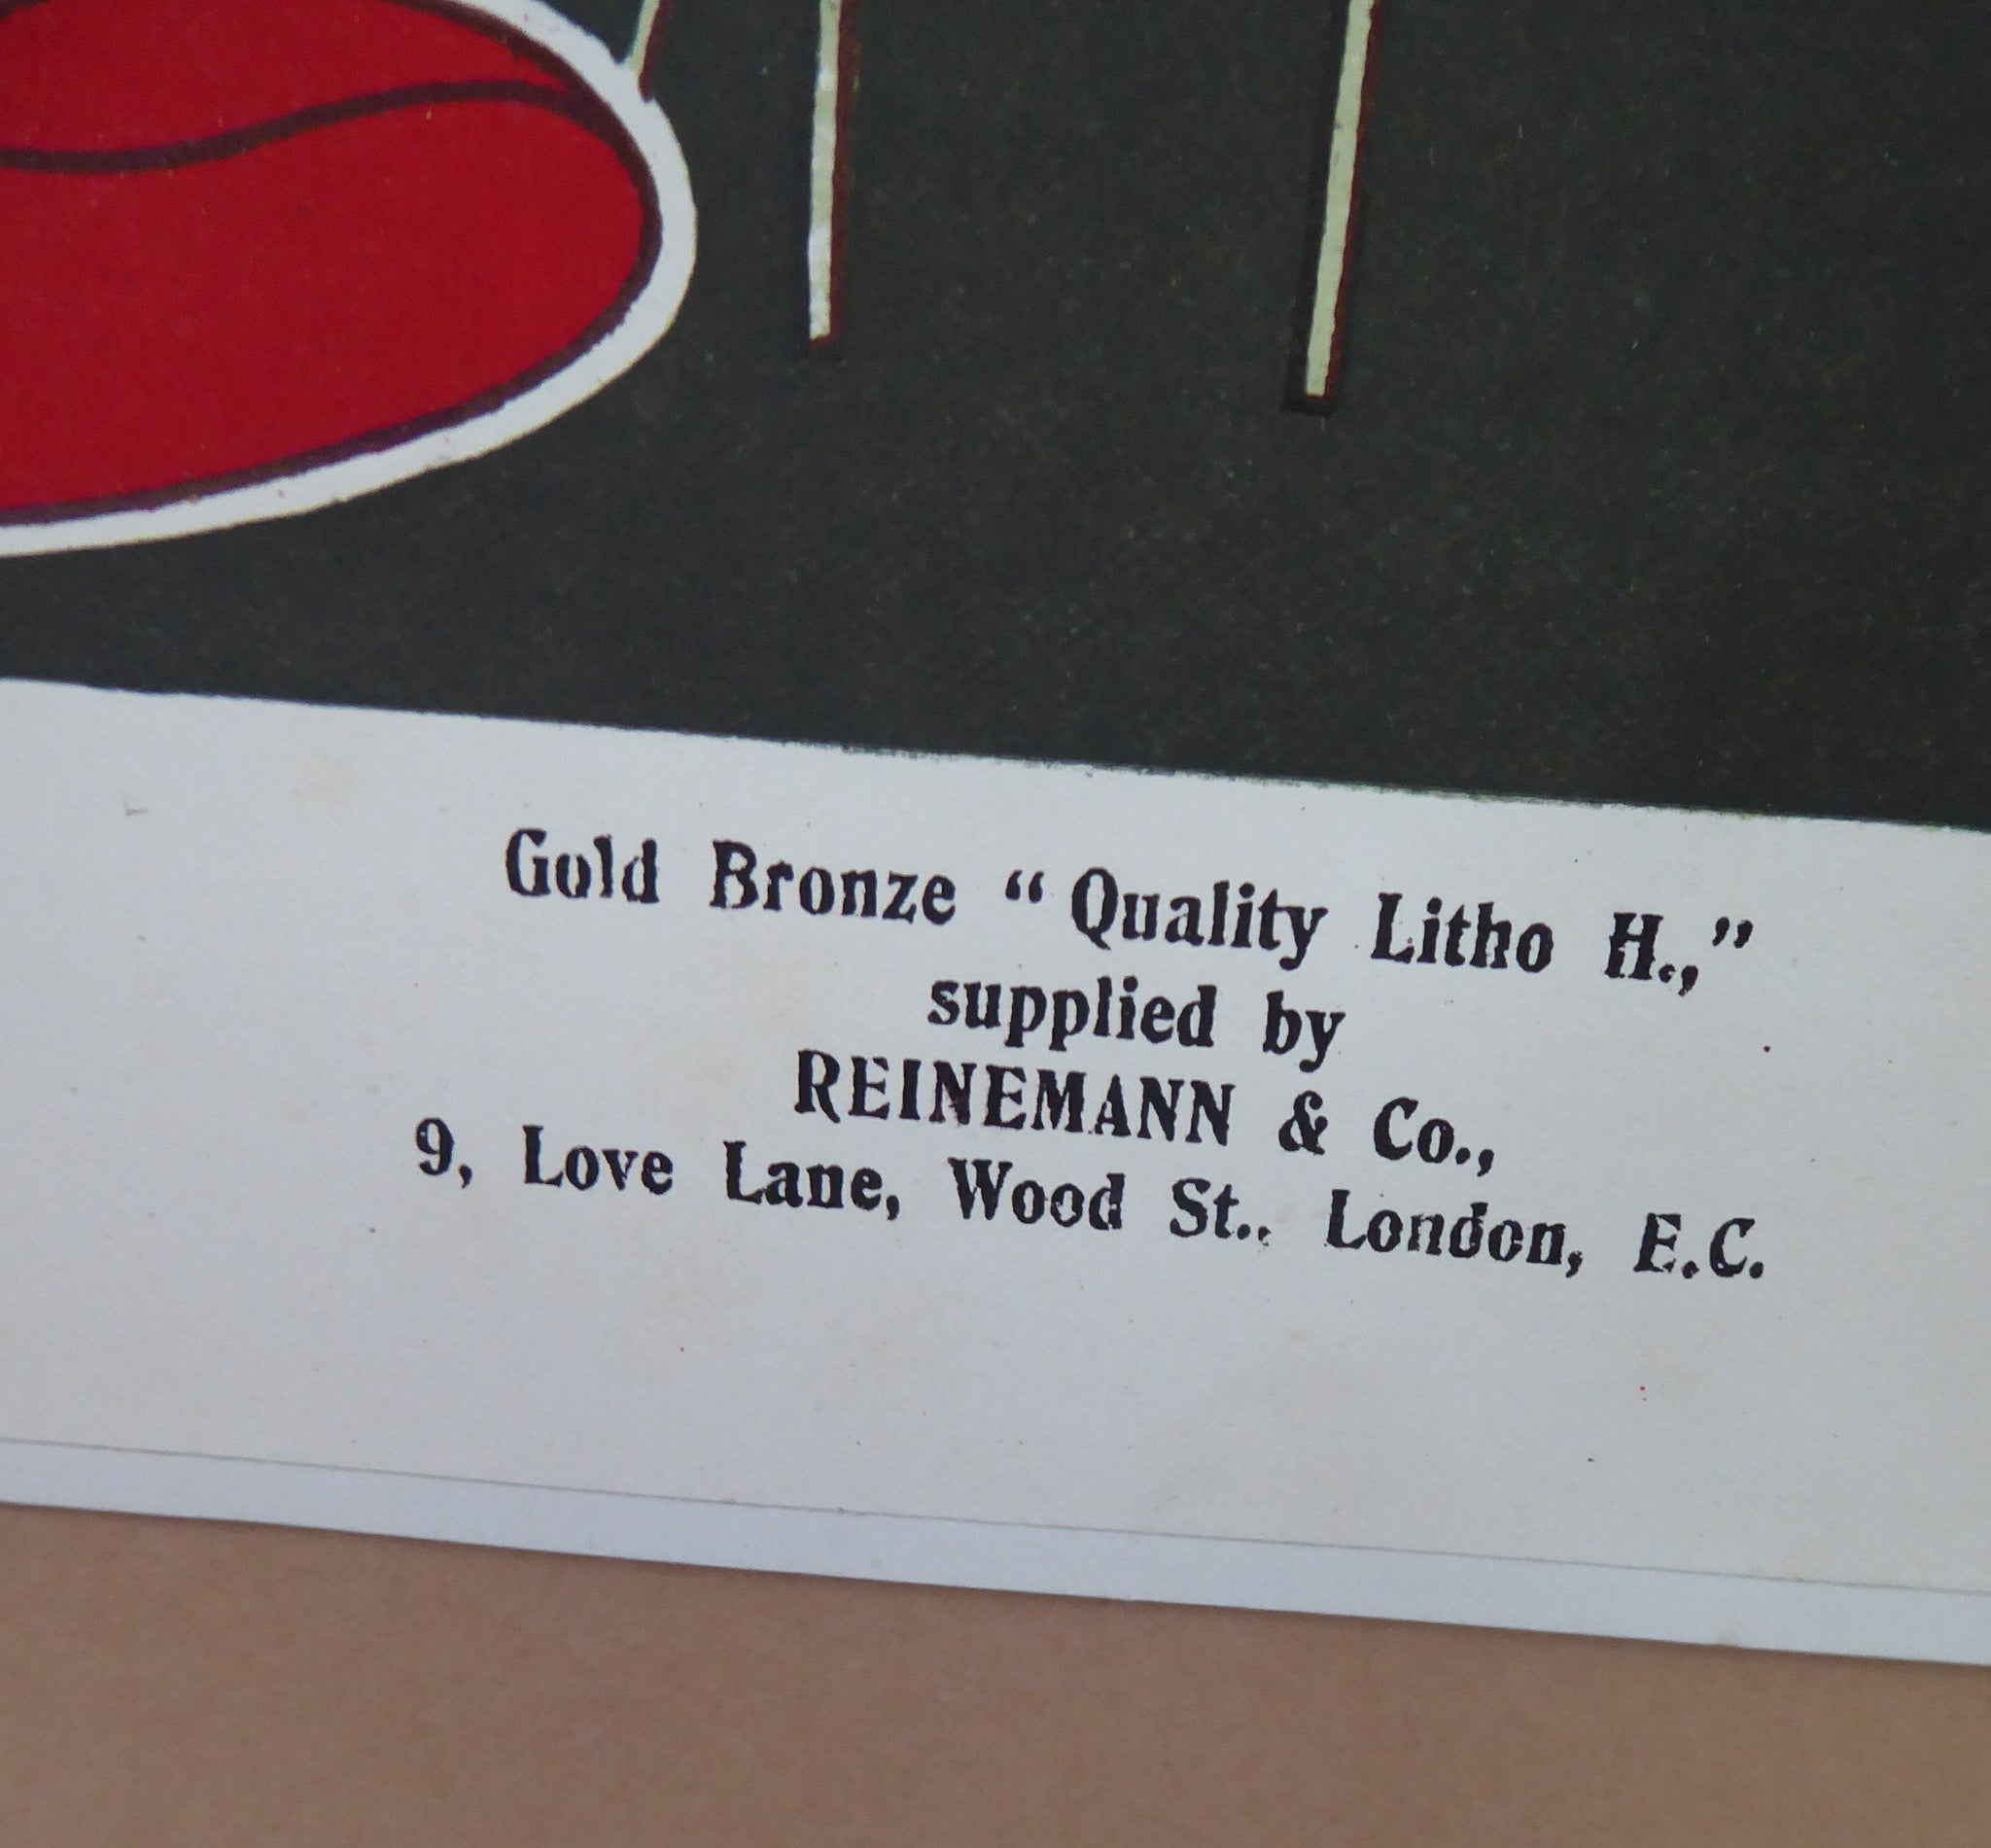 Gold Bronze “Quality Litho H.,”
supplied by
REINEMANN & Co.,
9, Love Lane, Wood St., London, E.C.